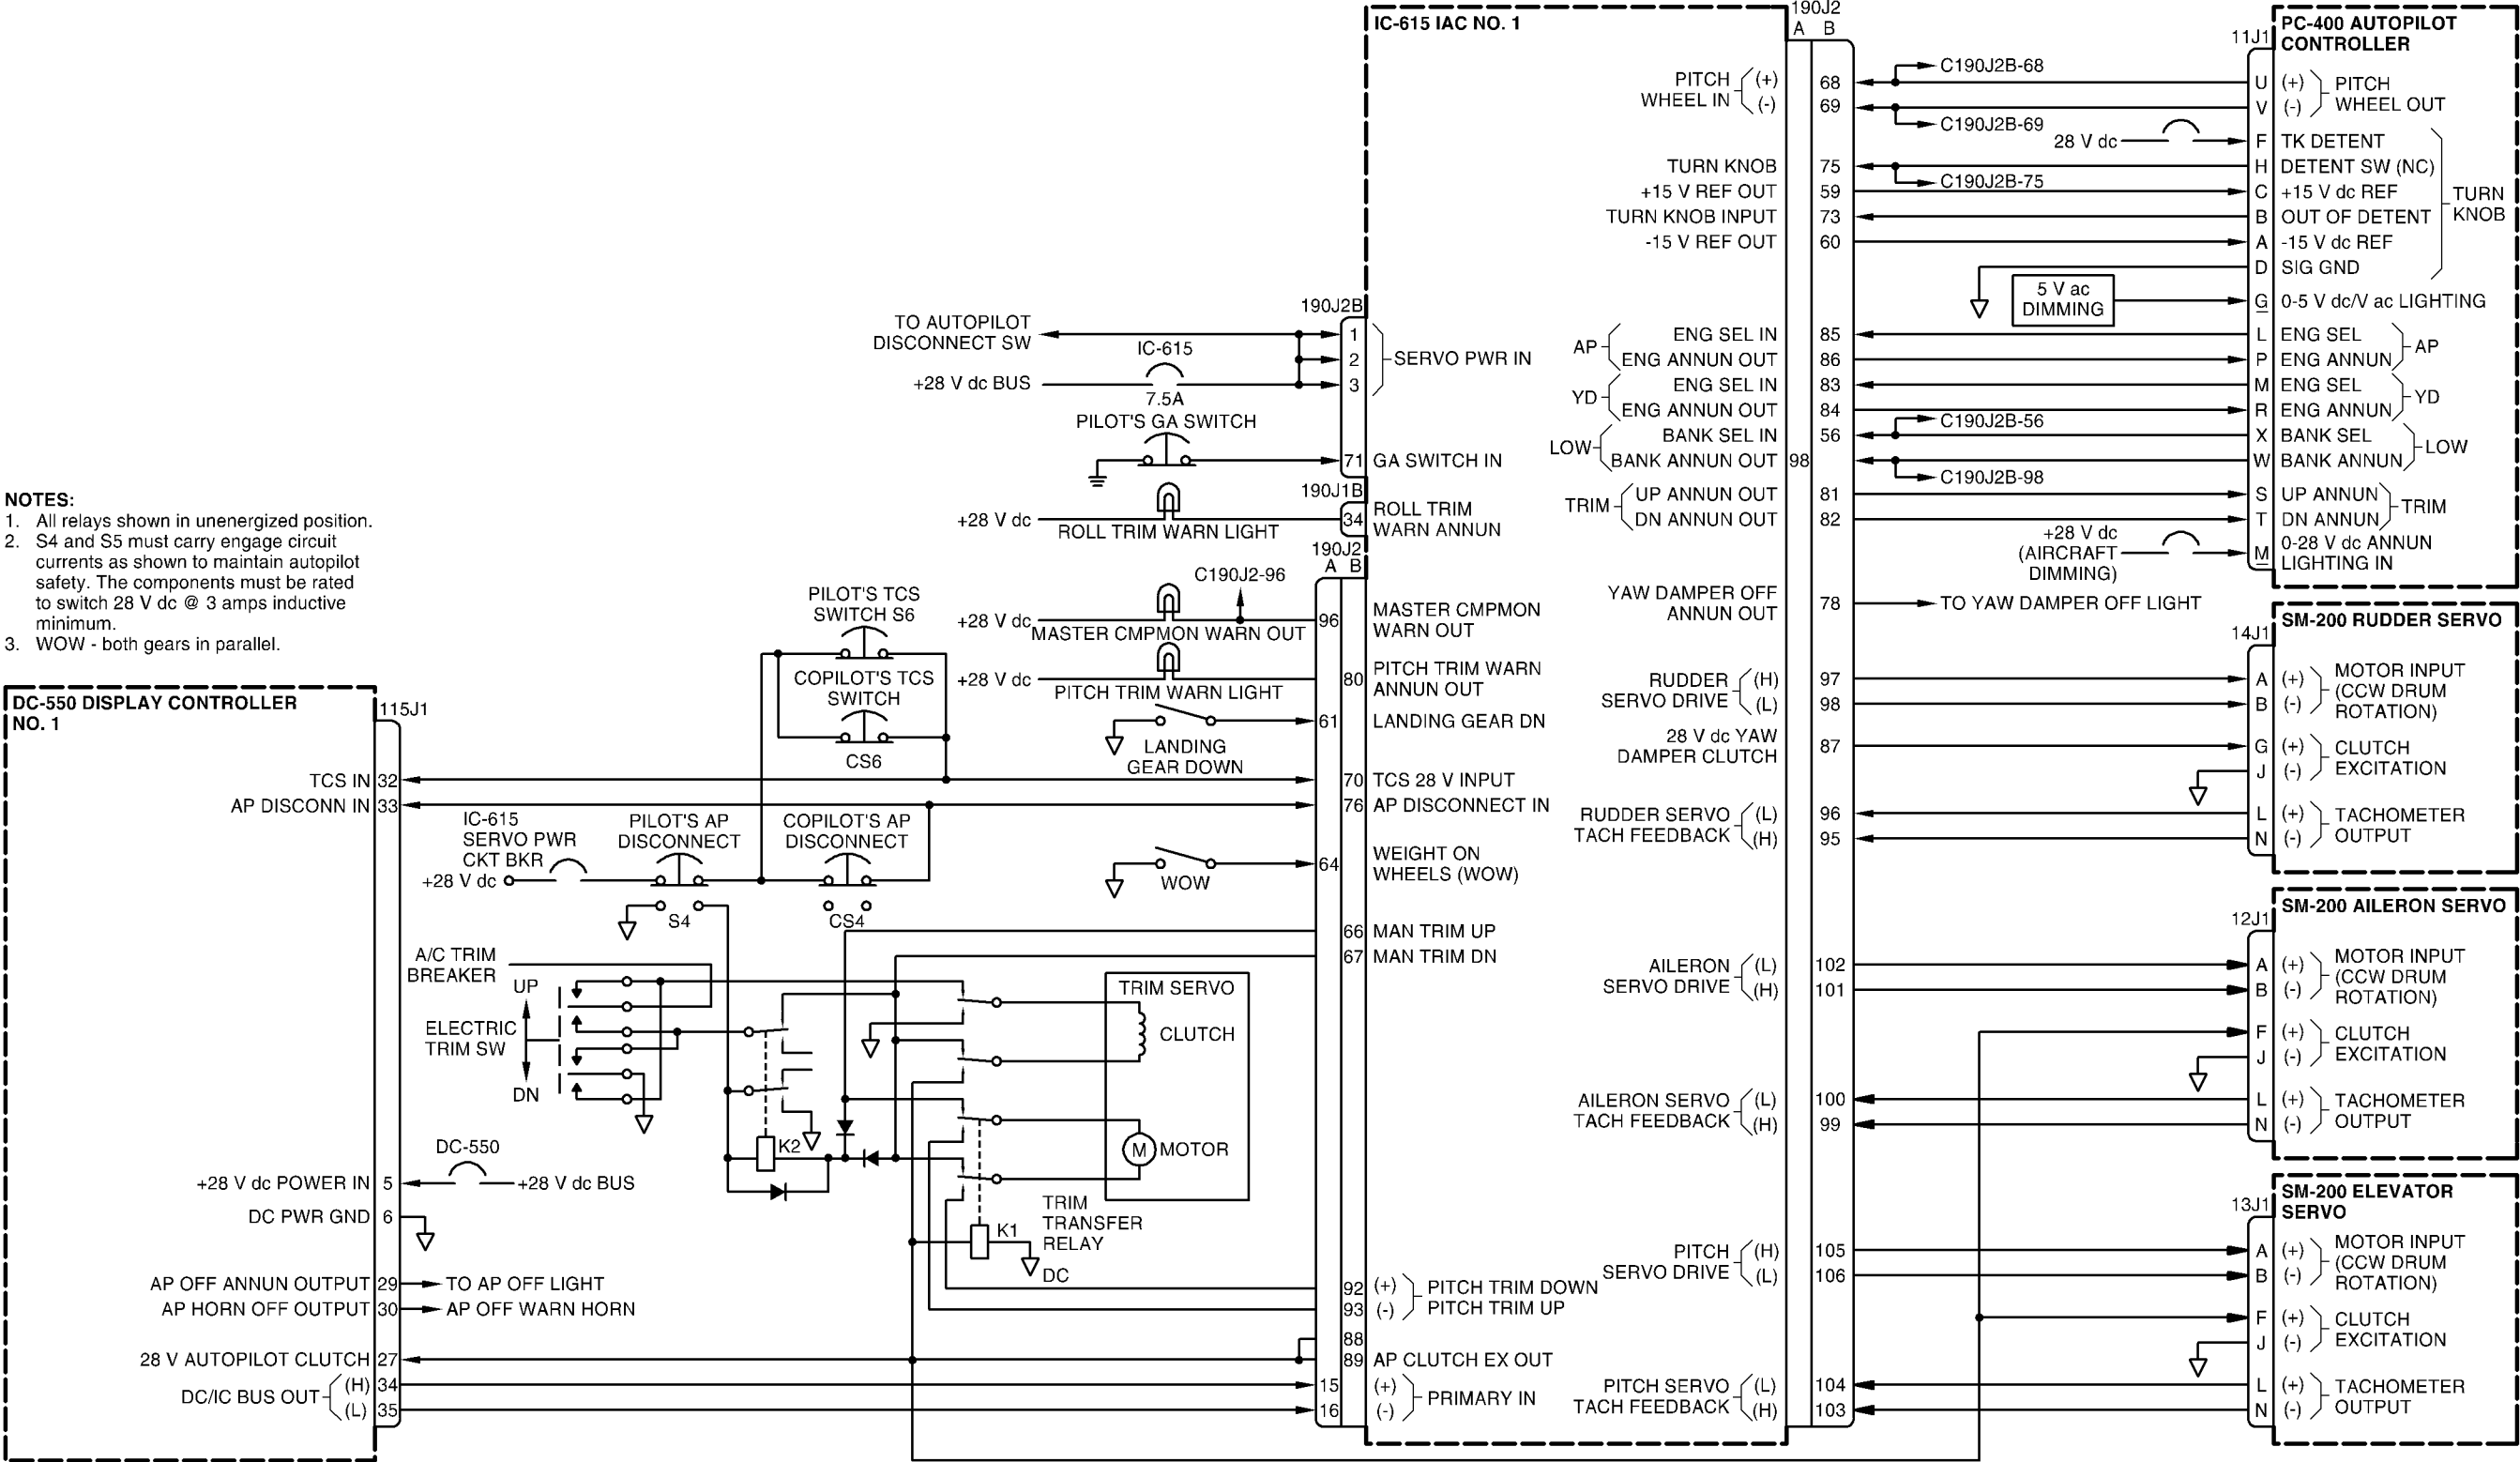 NOTES:
1. All relays shown in unenergized position.
2. S4 and S5 must carry engage circuit
currents as shown to maintain autopilot
safety. The components must be rated
to switch 28 V dc @ 3 amps inductive
minimum.
3. WOW - both gears in parallel.
DC-550 DISPLAY CONTROLLER
NO. 1
115J1
TCS IN 32
AP DISCONN IN 33
+28 V dc POWER IN 5
DC PWR GND 6
AP OFF ANNUN OUTPUT 29
TO AP OFF LIGHT
AP HORN OFF OUTPUT 30
AP OFF WARN HORN
28 V AUTOPILOT CLUTCH 27
DC/IC BUS OUT
(H) 34
(L) 35
DC-550
+28 V dc BUS
IC-615
SERVO PWR
CKT BKR
+28 V dc
PILOT'S AP
DISCONNECT
S4
COPILOT'S AP
DISCONNECT
CS4
A/C TRIM
BREAKER
UP
ELECTRIC
TRIM SW
DN
K2
TRIM SERVO
CLUTCH
M
MOTOR
TRIM
TRANSFER
RELAY
K1
DC
PILOT'S TCS
SWITCH S6
COPILOT'S TCS
SWITCH
CS6
TO AUTOPILOT
DISCONNECT SW
IC-615
+28 V dc BUS
7.5A
PILOT'S GA SWITCH
+28 V dc
ROLL TRIM WARN LIGHT
C190J2-96
+28 V dc
MASTER CMPMON WARN OUT
+28 V dc
PITCH TRIM WARN LIGHT
LANDING
GEAR DOWN
WOW
IC-615 IAC NO. 1
190J2B
1
2
3
SERVO PWR IN
71 GA SWITCH IN
190J1B
34
ROLL TRIM
WARN ANNUN
190J2
A B
96
MASTER CMPMON
WARN OUT
80
PITCH TRIM WARN
ANNUN OUT
61 LANDING GEAR DN
70 TCS 28 V INPUT
76 AP DISCONNECT IN
64
WEIGHT ON
WHEELS (WOW)
66 MAN TRIM UP
67 MAN TRIM DN
92 (+) PITCH TRIM DOWN
93 (-) PITCH TRIM UP
88
89 AP CLUTCH EX OUT
15 (+)
16 (-)
PRIMARY IN
190J2
A B
PITCH
WHEEL IN
(+) 68
(-) 69
C190J2B-68
C190J2B-69
TURN KNOB 75
C190J2B-75
+15 V REF OUT 59
TURN KNOB INPUT 73
-15 V REF OUT 60
AP
ENG SEL IN 85
ENG ANNUN OUT 86
YD
ENG SEL IN 83
ENG ANNUN OUT 84
LOW
BANK SEL IN 56
BANK ANNUN OUT 98
C190J2B-56
C190J2B-98
TRIM
UP ANNUN OUT 81
DN ANNUN OUT 82
YAW DAMPER OFF
ANNUN OUT
78
TO YAW DAMPER OFF LIGHT
RUDDER
SERVO DRIVE
(H) 97
(L) 98
28 V dc YAW
DAMPER CLUTCH
87
RUDDER SERVO
TACH FEEDBACK
(L) 96
(H) 95
AILERON
SERVO DRIVE
(L) 102
(H) 101
AILERON SERVO
TACH FEEDBACK
(L) 100
(H) 99
PITCH
SERVO DRIVE
(H) 105
(L) 106
PITCH SERVO
TACH FEEDBACK
(L) 104
(H) 103
PC-400 AUTOPILOT
CONTROLLER
11J1
U (+)
V (-)
PITCH
WHEEL OUT
28 V dc
F TK DETENT
H DETENT SW (NC)
C +15 V dc REF
B OUT OF DETENT
A -15 V dc REF
D SIG GND
TURN
KNOB
5 V ac
DIMMING
G 0-5 V dc/V ac LIGHTING
L ENG SEL
P ENG ANNUN
AP
M ENG SEL
R ENG ANNUN
YD
X BANK SEL
W BANK ANNUN
LOW
S UP ANNUN
T DN ANNUN
TRIM
+28 V dc
(AIRCRAFT
DIMMING)
M
0-28 V dc ANNUN
LIGHTING IN
SM-200 RUDDER SERVO
14J1
A (+)
B (-)
MOTOR INPUT
(CCW DRUM
ROTATION)
G (+)
J (-)
CLUTCH
EXCITATION
L (+)
N (-)
TACHOMETER
OUTPUT
SM-200 AILERON SERVO
12J1
A (+)
B (-)
MOTOR INPUT
(CCW DRUM
ROTATION)
F (+)
J (-)
CLUTCH
EXCITATION
L (+)
N (-)
TACHOMETER
OUTPUT
SM-200 ELEVATOR
SERVO
13J1
A (+)
B (-)
MOTOR INPUT
(CCW DRUM
ROTATION)
F (+)
J (-)
CLUTCH
EXCITATION
L (+)
N (-)
TACHOMETER
OUTPUT